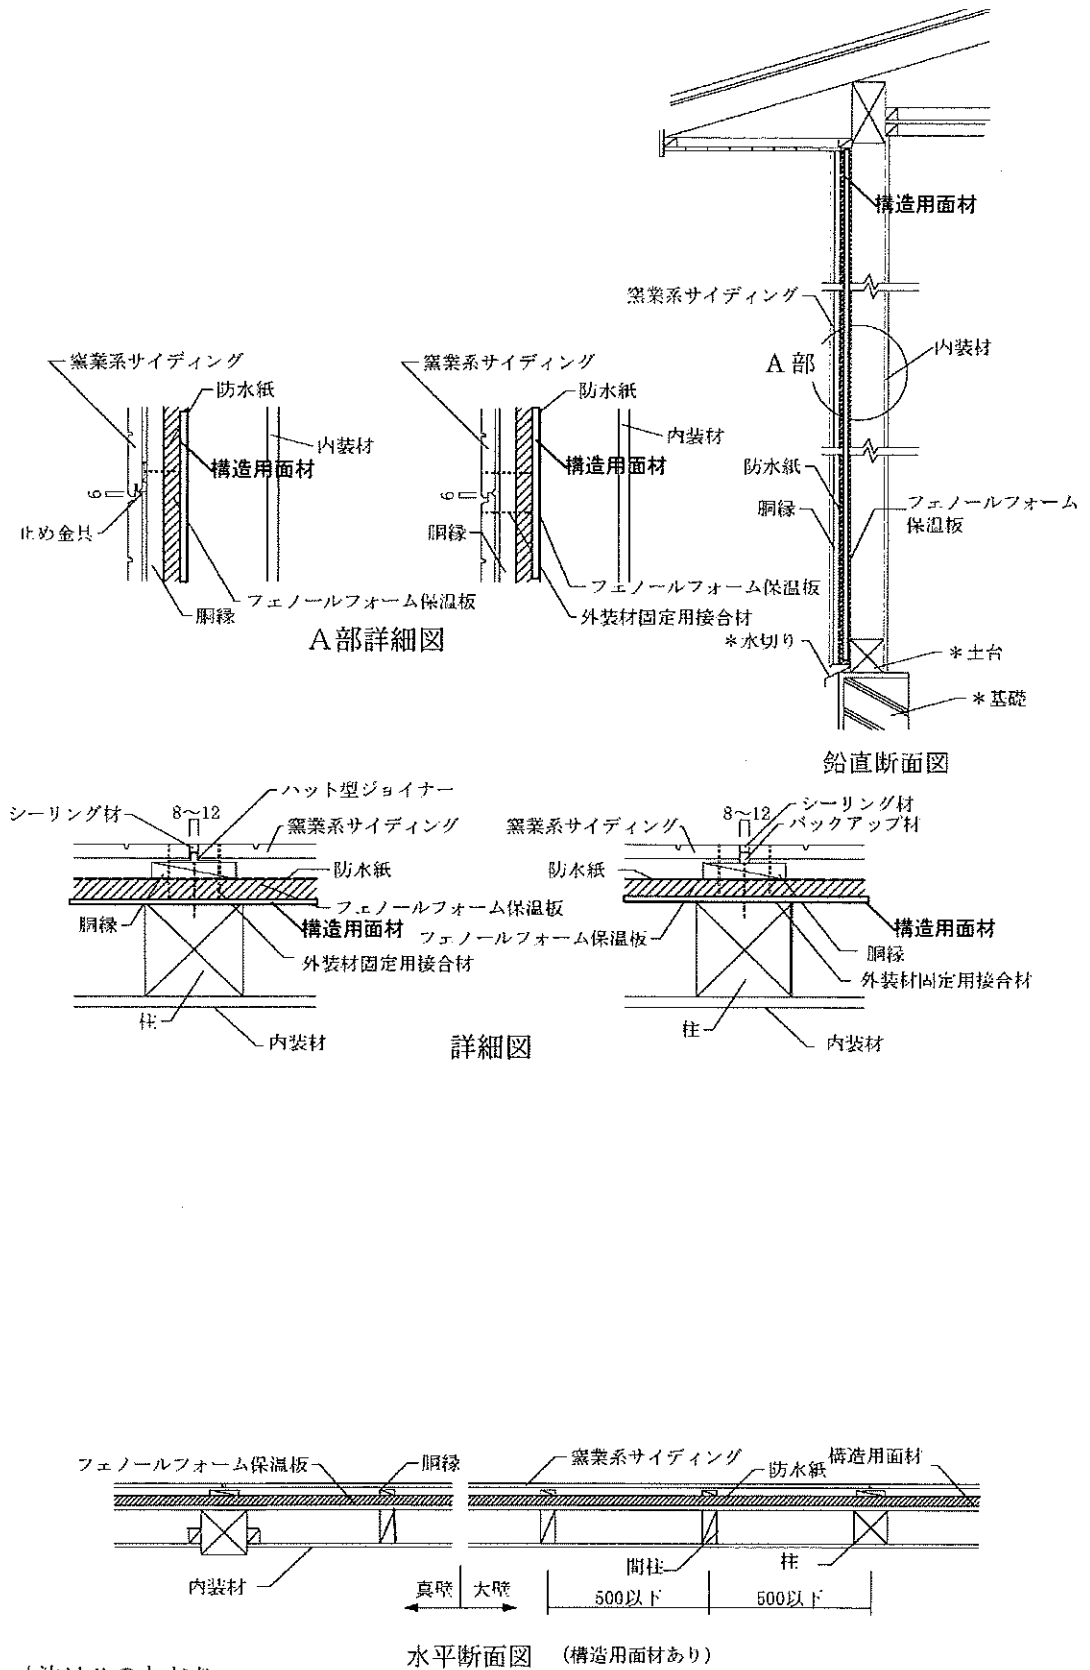 構造用面材
窯業系サイディング
A部
内装材
防水紙
胴縁
フェノールフォーム
保温板
＊水切り
＊土台
＊基礎
鉛直断面図
窯業系サイディング
防水紙
内装材
構造用面材
6
止め金具
胴縁
フェノールフォーム保温板
窯業系サイディング
防水紙
内装材
構造用面材
6
胴縁
フェノールフォーム保温板
外装材固定用接合材
A部詳細図
ハット型ジョイナー
シーリング材
8～12
窯業系サイディング
防水紙
フェノールフォーム保温板
胴縁
構造用面材
外装材固定用接合材
柱
内装材
シーリング材
8～12
バックアップ材
窯業系サイディング
防水紙
構造用面材
フェノールフォーム保温板
胴縁
外装材固定用接合材
柱
内装材
詳細図
フェノールフォーム保温板
胴縁
窯業系サイディング
防水紙
構造用面材
内装材
間柱
柱
真壁
大壁
500以下
500以下
水平断面図 (構造用面材あり)